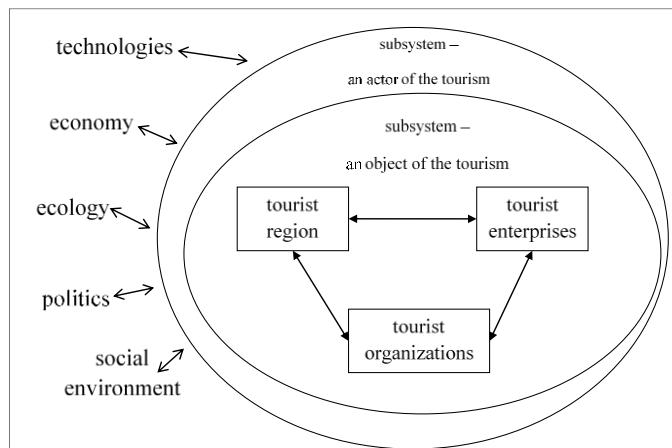 technologies
economy
ecology
politics
social
environment
subsystem –
an actor of the tourism
subsystem –
an object of the tourism
tourist
region
tourist
enterprises
tourist
organizations